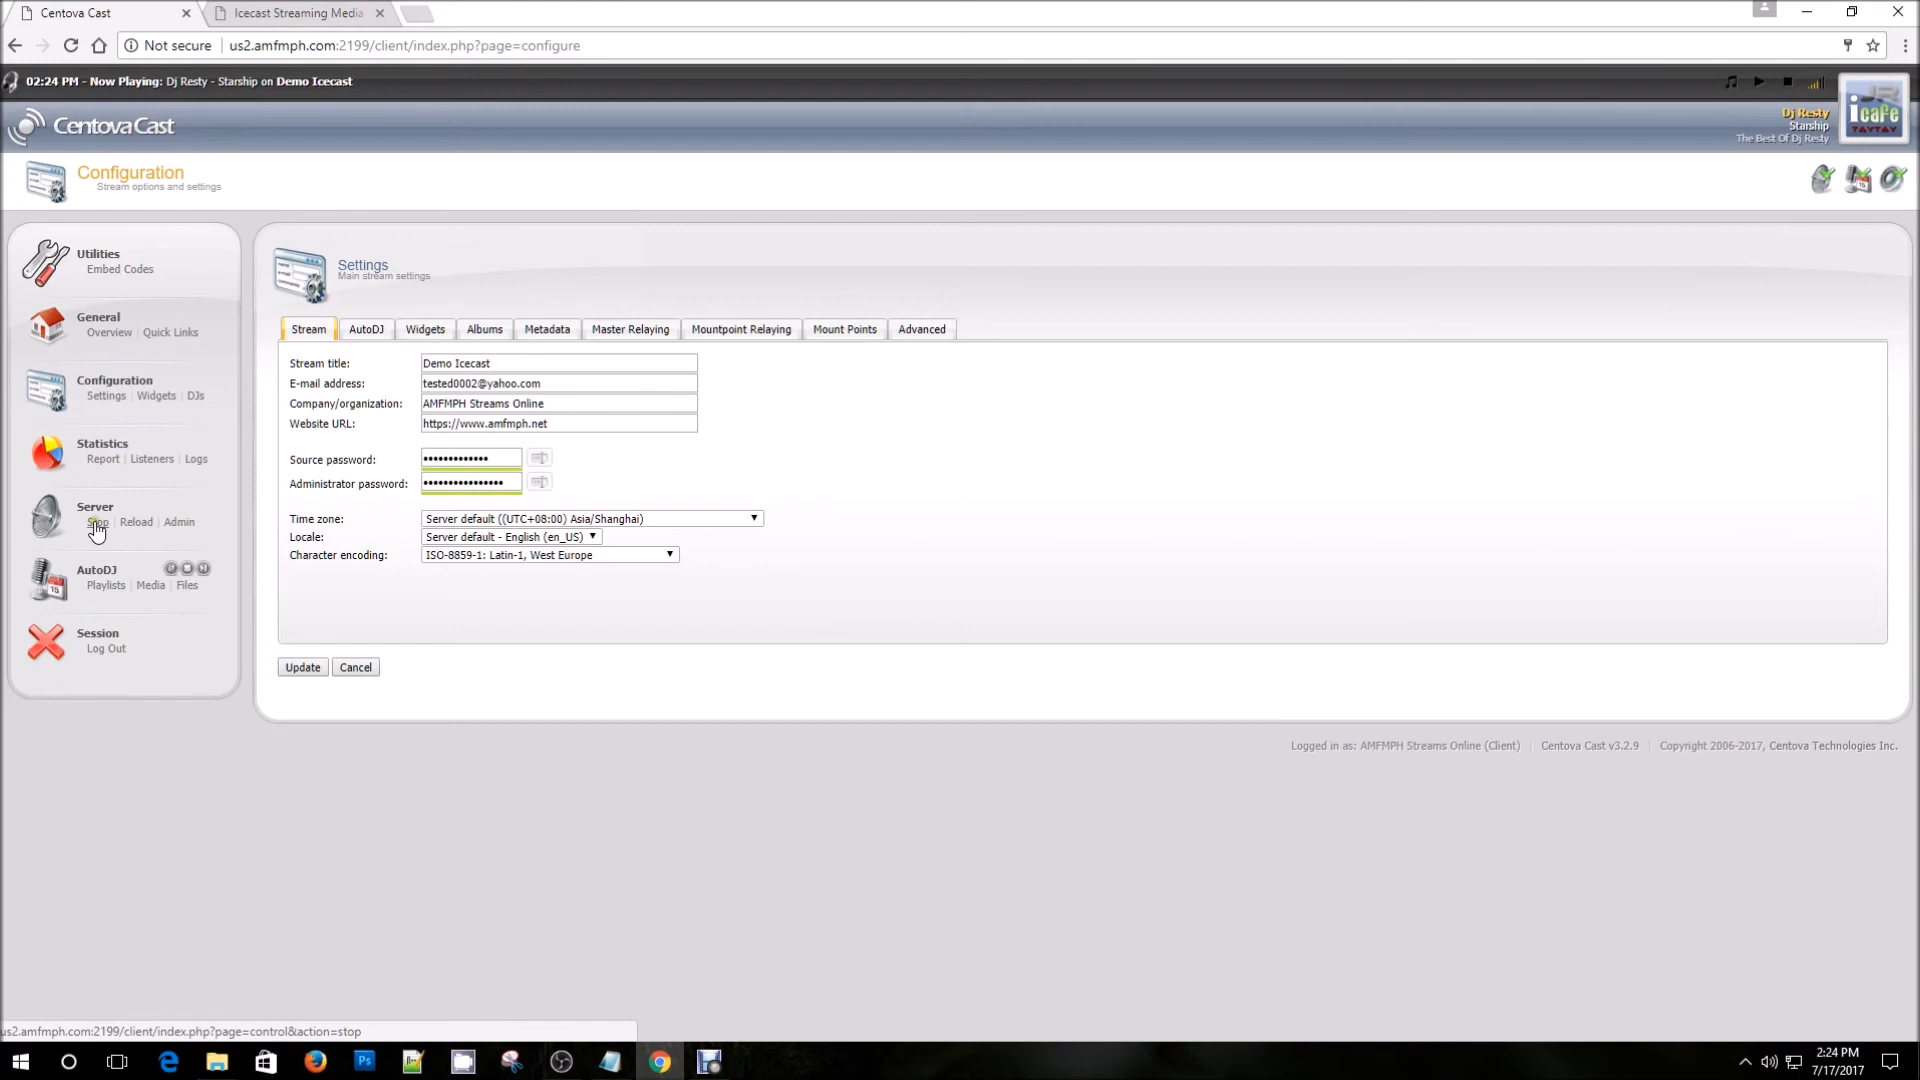 Centova Cast
Icecast Streaming Media
Not secure us2.amfmph.com:2199/client/index.php?page=configure
02:24 PM - Now Playing: Dj Resty - Starship on Demo Icecast
CentovaCast
Dj Resty
Starship
The Best Of Dj Resty
JR
icafe
TAYTAY
Configuration
Stream options and settings
Utilities
Embed Codes
General
Overview | Quick Links
Configuration
Settings | Widgets | DJs
Statistics
Report | Listeners | Logs
Server
Stop | Reload | Admin
AutoDJ
15
Playlists | Media | Files
Session
Log Out
Settings
Main stream settings
Stream AutoDJ Widgets Albums Metadata Master Relaying Mountpoint Relaying Mount Points Advanced
Stream title: Demo Icecast
E-mail address: tested0002@yahoo.com
Company/organization: AMFMPH Streams Online
Website URL: https://www.amfmph.net
Source password: •••••••••••••
Administrator password: ••••••••••••••••
Time zone: Server default ((UTC+08:00) Asia/Shanghai)
Locale: Server default - English (en_US)
Character encoding: ISO-8859-1: Latin-1, West Europe
Update Cancel
Logged in as: AMFMPH Streams Online (Client) | Centova Cast v3.2.9 | Copyright 2006-2017, Centova Technologies Inc.
us2.amfmph.com:2199/client/index.php?page=control&action=stop
Ps
2:24 PM
7/17/2017